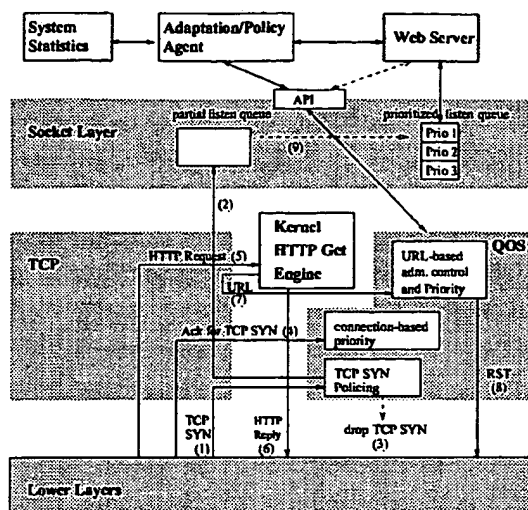 System
Statistics
Adaptation/Policy
Agent
Web Server
API
partial listen queue
prioritized listen queue
Socket Layer
Prio 1
Prio 2
Prio 3
(9)
(2)
Kernel
HTTP Get
Engine
QOS
TCP
HTTP Request (5)
URL-based
adm. control
and Priority
URL
(7)
Ack for TCP SYN (4)
connection-based
priority
TCP SYN
Policing
RST
(8)
TCP
SYN
(1)
HTTP
Reply
(6)
drop TCP SYN
(3)
Lower Layers